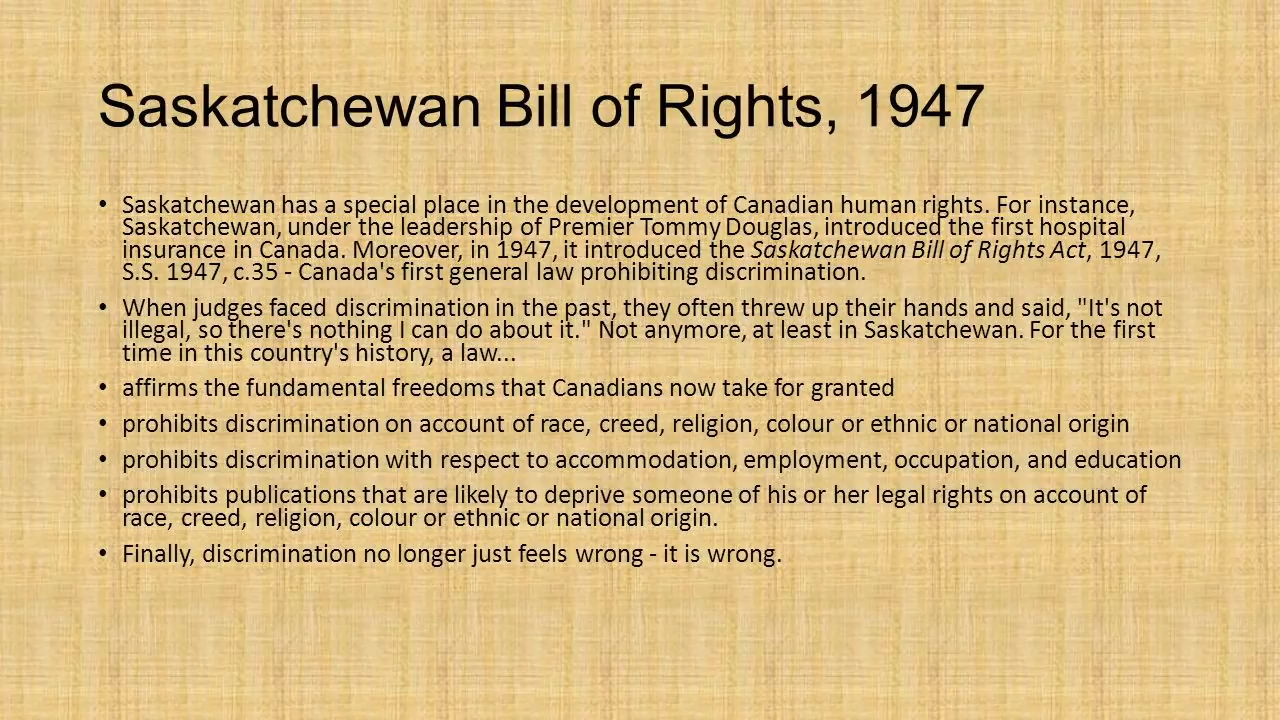 Saskatchewan Bill of Rights, 1947
• Saskatchewan has a special place in the development of Canadian human rights. For instance,
Saskatchewan, under the leadership of Premier Tommy Douglas, introduced the first hospital
insurance in Canada. Moreover, in 1947, it introduced the Saskatchewan Bill of Rights Act, 1947,
S.S. 1947, c.35 - Canada's first general law prohibiting discrimination.
• When judges faced discrimination in the past, they often threw up their hands and said, "It's not
illegal, so there's nothing I can do about it." Not anymore, at least in Saskatchewan. For the first
time in this country's history, a law...
• affirms the fundamental freedoms that Canadians now take for granted
• prohibits discrimination on account of race, creed, religion, colour or ethnic or national origin
• prohibits discrimination with respect to accommodation, employment, occupation, and education
• prohibits publications that are likely to deprive someone of his or her legal rights on account of
race, creed, religion, colour or ethnic or national origin.
• Finally, discrimination no longer just feels wrong - it is wrong.